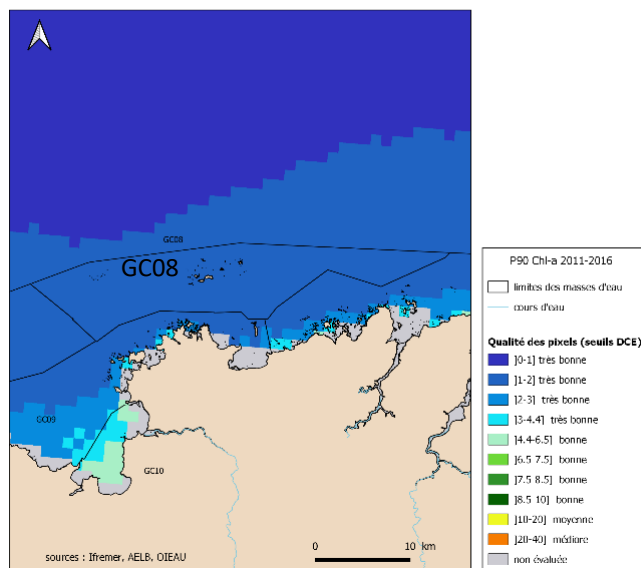 GC08
GC08
GC09
GC10
sources : Ifremer, AELB, OIEAU
0 10 km
P90 Chl-a 2011-2016
limites des masses d'eau
cours d'eau
Qualité des pixels (seuils DCE)
]0-1] très bonne
]1-2] très bonne
]2-3] très bonne
]3-4.4] très bonne
]4.4-6.5] bonne
]6.5 7.5] bonne
]7.5 8.5] bonne
]8.5 10] bonne
]10-20] moyenne
]20-40] médiore
non évaluée